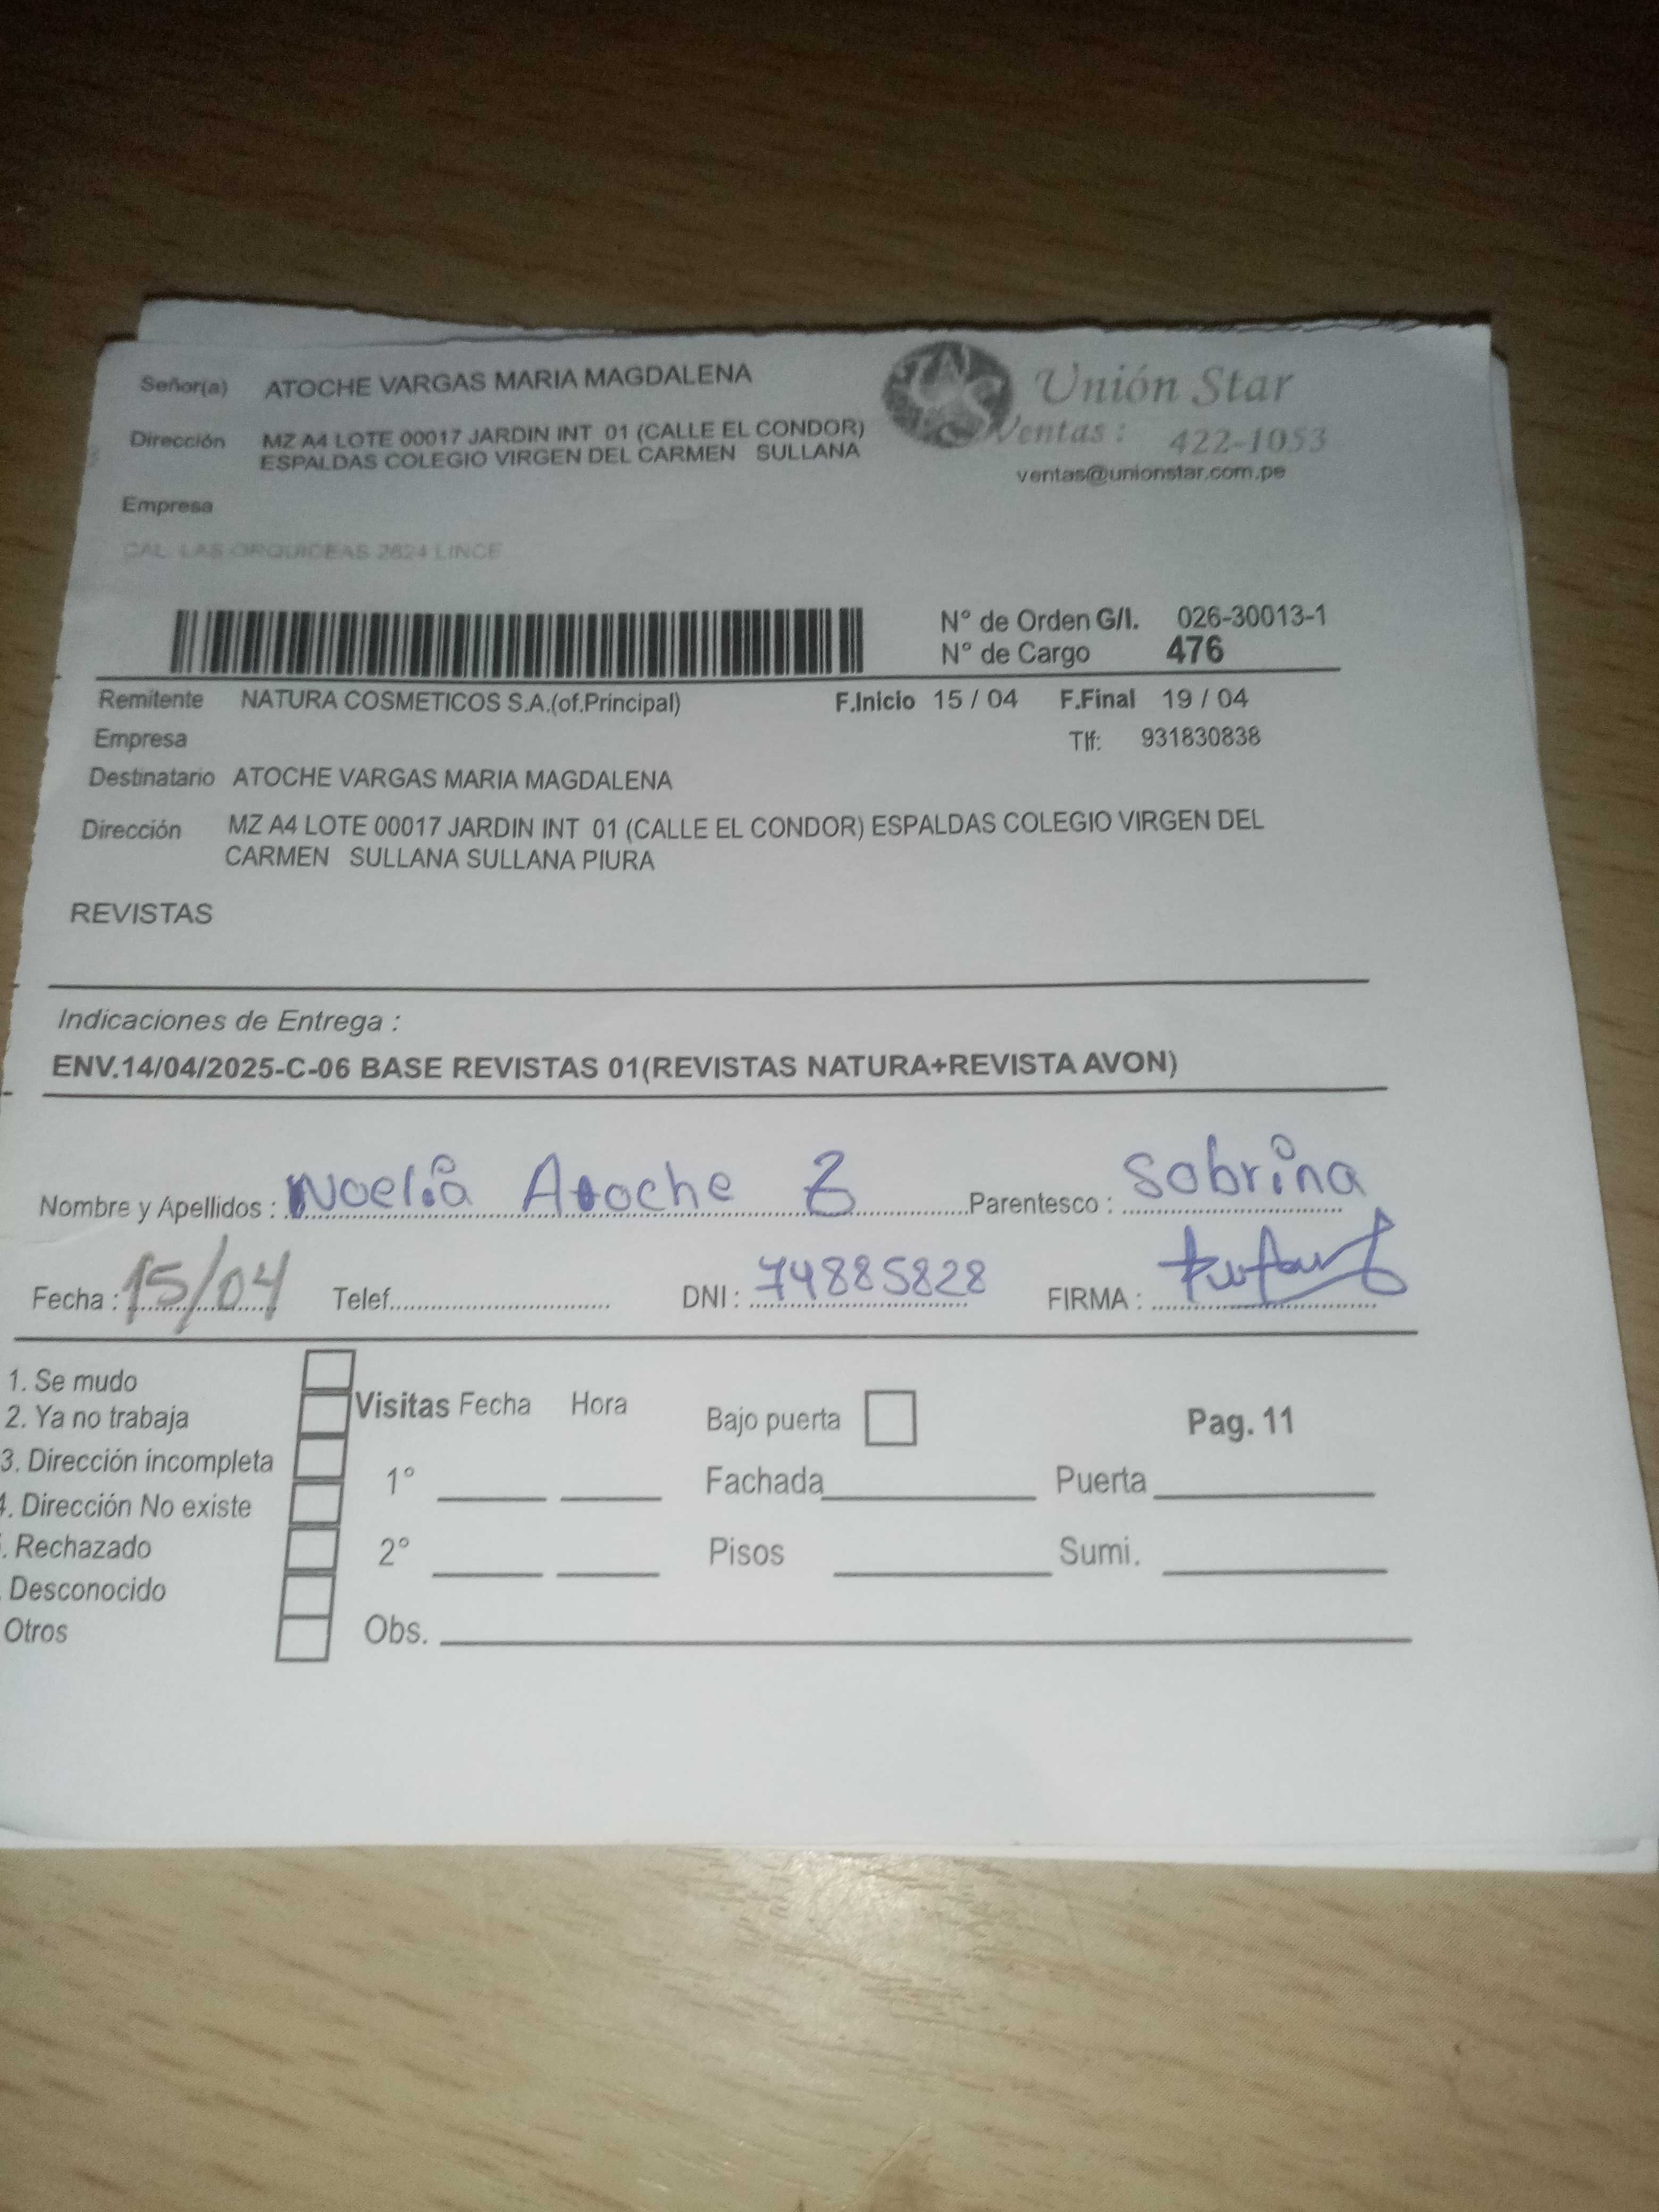 Señor(a) ATOCHE VARGAS MARIA MAGDALENA
Dirección MZ A4 LOTE 00017 JARDIN INT 01 (CALLE EL CONDOR)
ESPALDAS COLEGIO VIRGEN DEL CARMEN SULLANA
Unión Star
Ventas : 422-1053
ventas@unionstar.com.pe
Empresa
CAL. LAS ORQUIDEAS 2624 LINCE
N° de Orden G/I. 026-30013-1
N° de Cargo 476
Remitente NATURA COSMETICOS S.A.(of.Principal) F.Inicio 15 / 04 F.Final 19 / 04
Empresa Tlf: 931830838
Destinatario ATOCHE VARGAS MARIA MAGDALENA
Dirección MZ A4 LOTE 00017 JARDIN INT 01 (CALLE EL CONDOR) ESPALDAS COLEGIO VIRGEN DEL
CARMEN SULLANA SULLANA PIURA
REVISTAS
Indicaciones de Entrega :
ENV.14/04/2025-C-06 BASE REVISTAS 01(REVISTAS NATURA+REVISTA AVON)
Nombre y Apellidos : Noelia Atoche Z Parentesco : Sobrina
Fecha : 15/04 Telef. DNI : 74885828 FIRMA :
1. Se mudo
2. Ya no trabaja
3. Dirección incompleta
4. Dirección No existe
. Rechazado
. Desconocido
Otros
Visitas Fecha Hora
1°
2°
Obs.
Bajo puerta
Pag. 11
Fachada Puerta
Pisos Sumi.